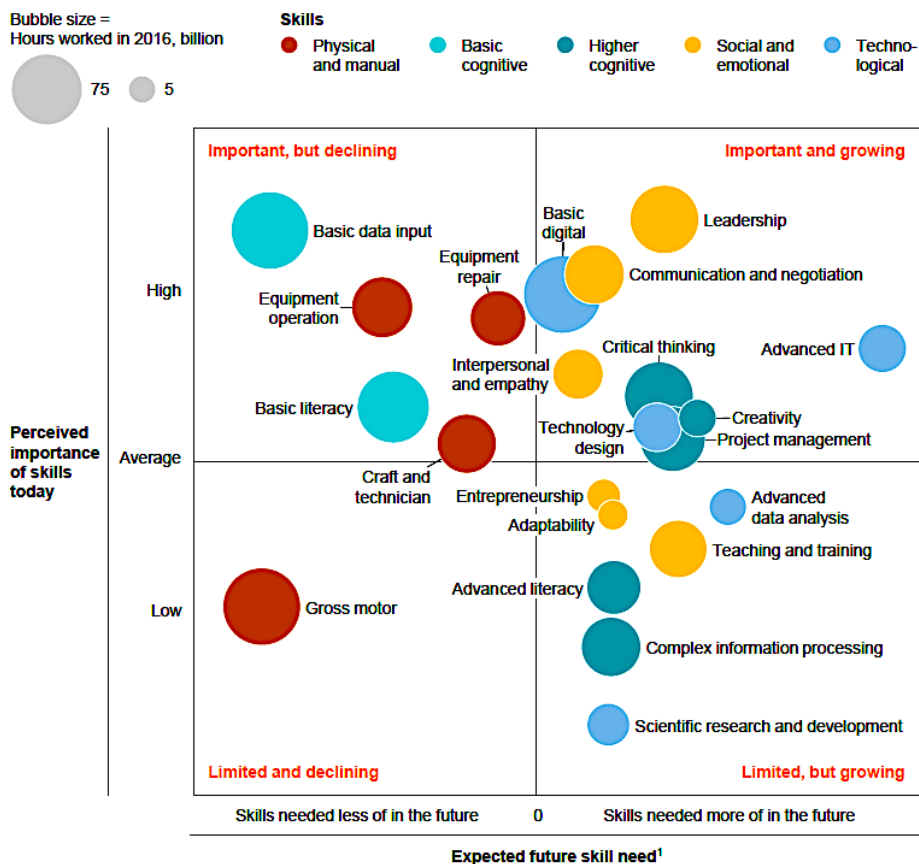 Bubble size =
Hours worked in 2016, billion
75
5
Skills
Physical
and manual
Basic
cognitive
Higher
cognitive
Social and
emotional
Techno-
logical
Important, but declining
Important and growing
Basic data input
Basic
digital
Leadership
Equipment
repair
Communication and negotiation
High
Equipment
operation
Critical thinking
Advanced IT
Interpersonal
and empathy
Basic literacy
Creativity
Technology
design
Project management
Perceived
importance
of skills
today
Average
Craft and
technician
Entrepreneurship
Adaptability
Advanced
data analysis
Teaching and training
Advanced literacy
Low
Gross motor
Complex information processing
Scientific research and development
Limited and declining
Limited, but growing
Skills needed less of in the future
0
Skills needed more of in the future
Expected future skill need¹